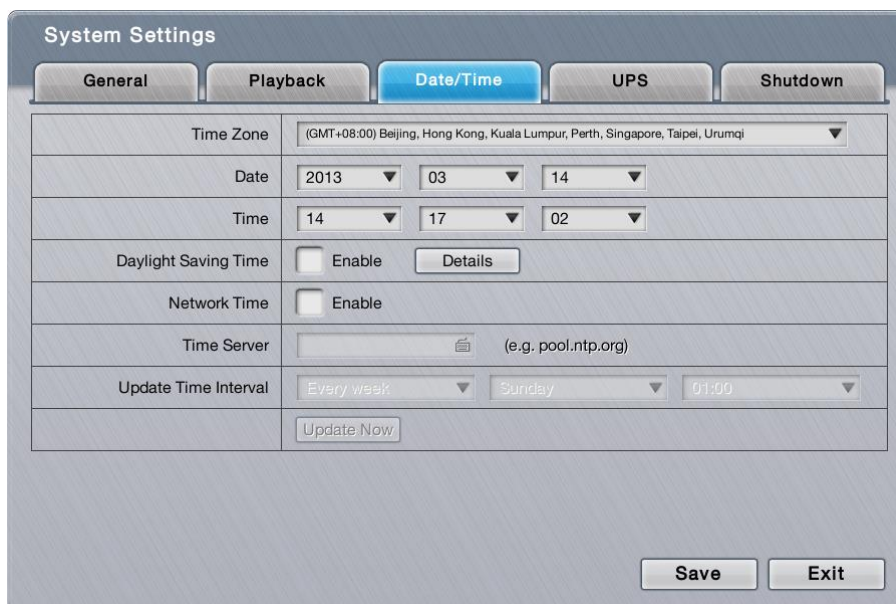 System Settings
General Playback Date/Time UPS Shutdown
Time Zone (GMT+08:00) Beijing, Hong Kong, Kuala Lumpur, Perth, Singapore, Taipei, Urumqi
Date 2013 03 14
Time 14 17 02
Daylight Saving Time Enable Details
Network Time Enable
Time Server (e.g. pool.ntp.org)
Update Time Interval Every week Sunday 01:00
Update Now
Save Exit